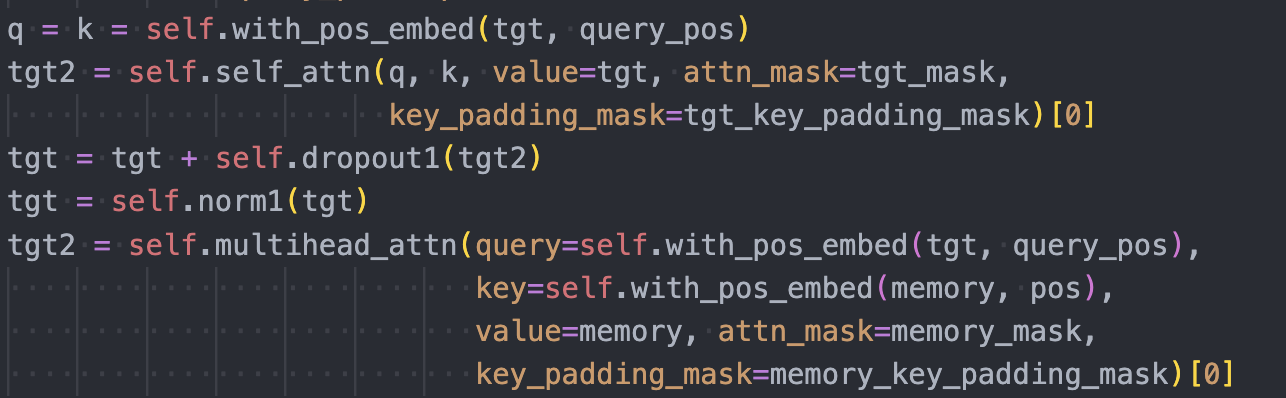 q = k = self.with_pos_embed(tgt, query_pos)
tgt2 = self.self_attn(q, k, value=tgt, attn_mask=tgt_mask,
                      key_padding_mask=tgt_key_padding_mask)[0]
tgt = tgt + self.dropout1(tgt2)
tgt = self.norm1(tgt)
tgt2 = self.multihead_attn(query=self.with_pos_embed(tgt, query_pos),
                           key=self.with_pos_embed(memory, pos),
                           value=memory, attn_mask=memory_mask,
                           key_padding_mask=memory_key_padding_mask)[0]